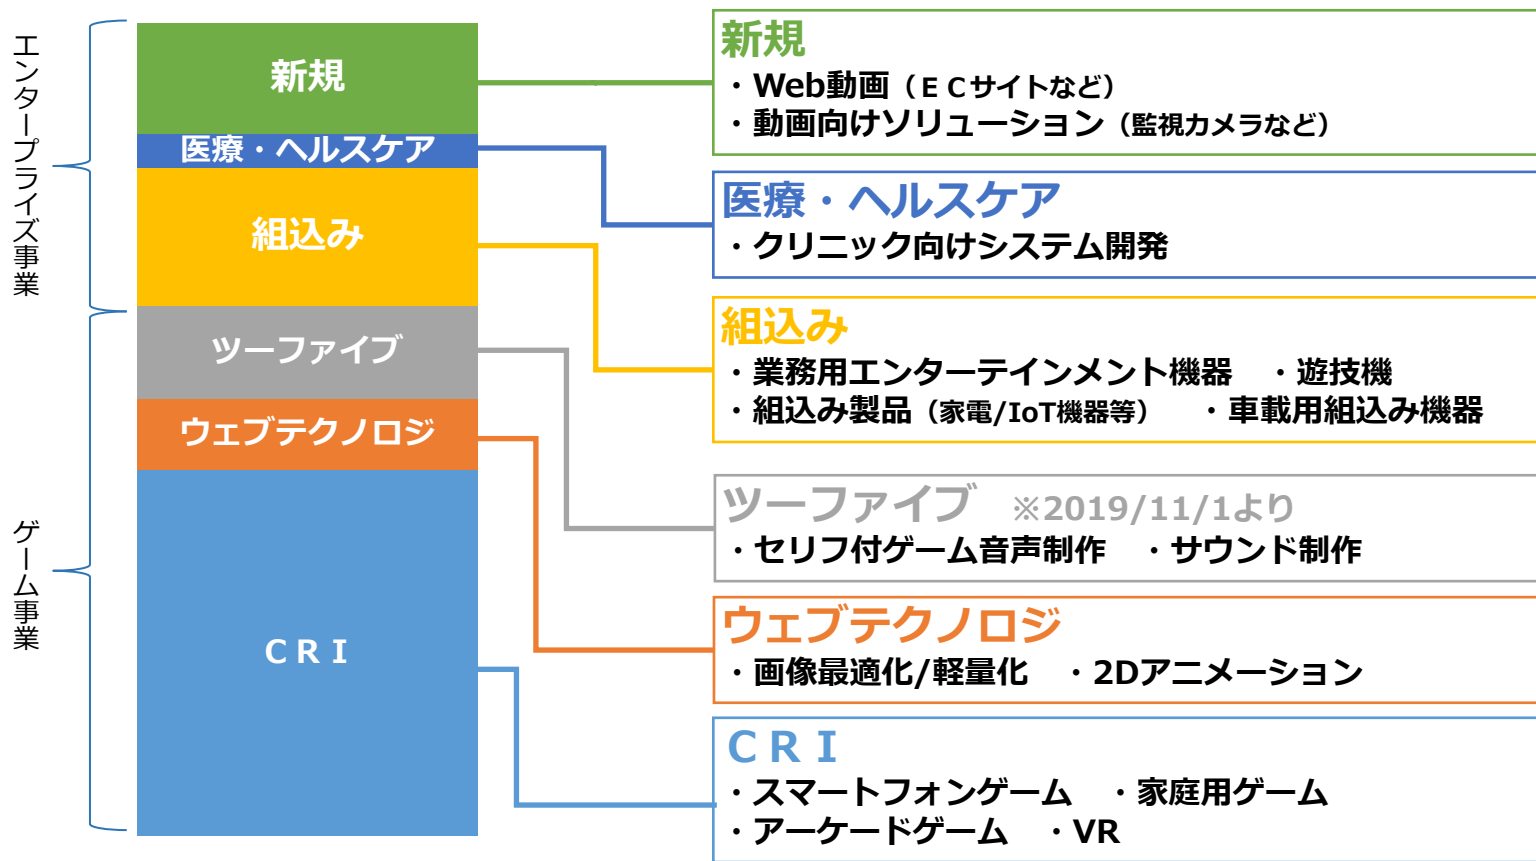 エンタープライズ事業
ゲーム事業
新規
医療・ヘルスケア
組込み
ツーファイブ
ウェブテクノロジ
ＣＲＩ
新規
・Web動画（ＥＣサイトなど）
・動画向けソリューション（監視カメラなど）
医療・ヘルスケア
・クリニック向けシステム開発
組込み
・業務用エンターテインメント機器　・遊技機
・組込み製品（家電/IoT機器等）　・車載用組込み機器
ツーファイブ　※2019/11/1より
・セリフ付ゲーム音声制作　・サウンド制作
ウェブテクノロジ
・画像最適化/軽量化　・2Dアニメーション
ＣＲＩ
・スマートフォンゲーム　・家庭用ゲーム
・アーケードゲーム　・VR